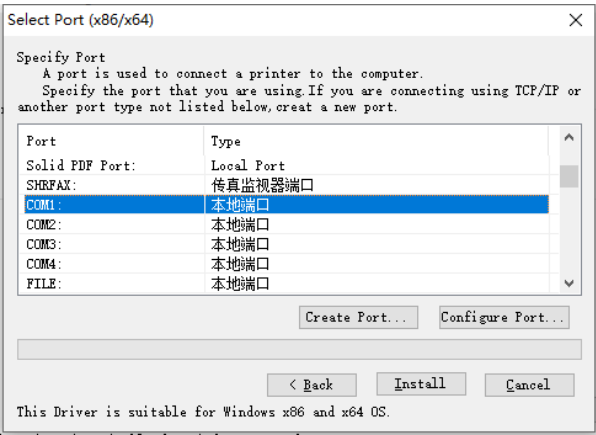 Select Port (x86/x64)
Specify Port
A port is used to connect a printer to the computer.
Specify the port that you are using.If you are connecting using TCP/IP or
another port type not listed below,creat a new port.
Port Type
Solid PDF Port: Local Port
SHRFAX: 传真监视器端口
COM1: 本地端口
COM2: 本地端口
COM3: 本地端口
COM4: 本地端口
FILE: 本地端口
Create Port... Configure Port...
< Back Install Cancel
This Driver is suitable for Windows x86 and x64 OS.